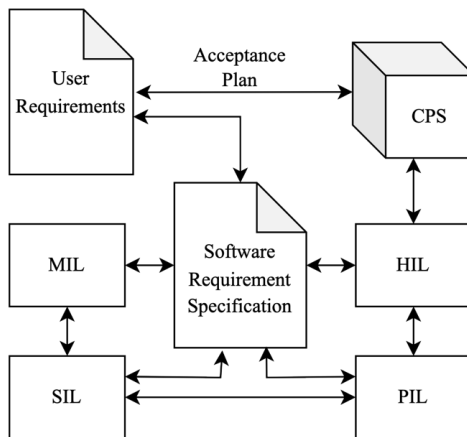 User
Requirements
Acceptance
Plan
CPS
MIL
Software
Requirement
Specification
HIL
SIL
PIL